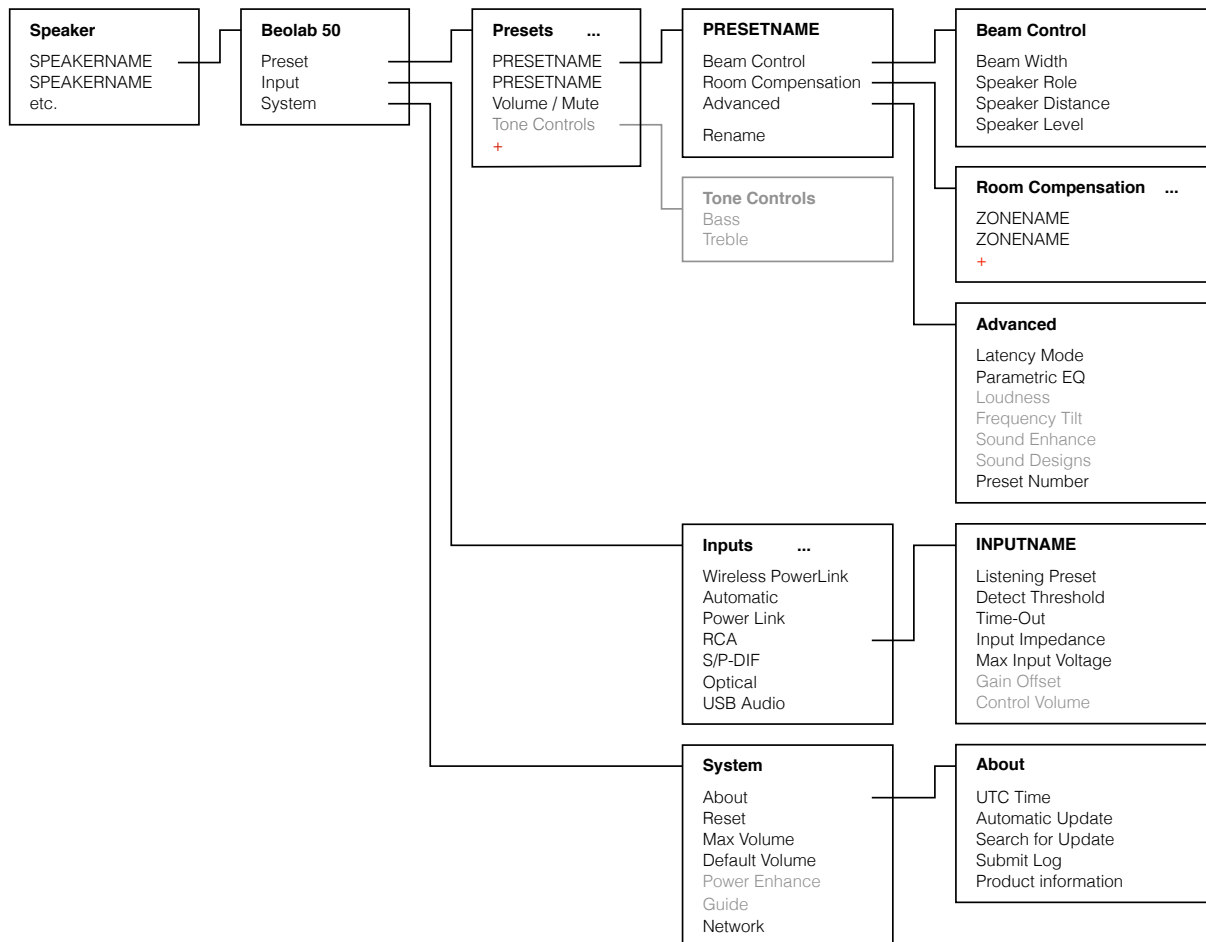 Speaker
SPEAKERNAME
SPEAKERNAME
etc.
Beolab 50
Preset
Input
System
Presets ...
PRESETNAME
PRESETNAME
Volume / Mute
Tone Controls
+
PRESETNAME
Beam Control
Room Compensation
Advanced
Rename
Tone Controls
Bass
Treble
Beam Control
Beam Width
Speaker Role
Speaker Distance
Speaker Level
Room Compensation ...
ZONENAME
ZONENAME
+
Advanced
Latency Mode
Parametric EQ
Loudness
Frequency Tilt
Sound Enhance
Sound Designs
Preset Number
Inputs ...
Wireless PowerLink
Automatic
Power Link
RCA
S/P-DIF
Optical
USB Audio
INPUTNAME
Listening Preset
Detect Threshold
Time-Out
Input Impedance
Max Input Voltage
Gain Offset
Control Volume
System
About
Reset
Max Volume
Default Volume
Power Enhance
Guide
Network
About
UTC Time
Automatic Update
Search for Update
Submit Log
Product information